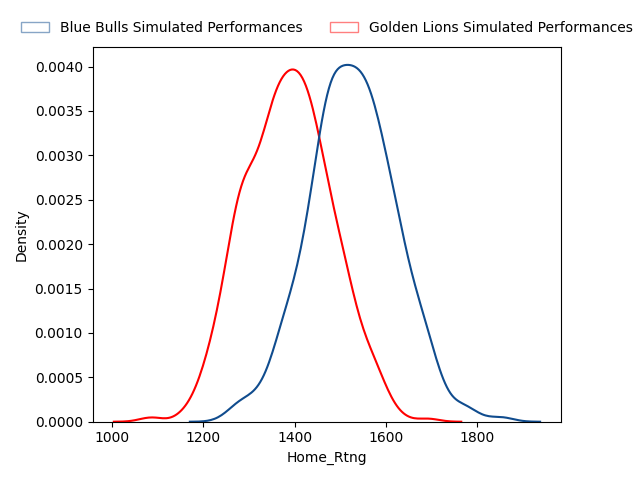 Blue Bulls Simulated Performances Golden Lions Simulated Performances
0.0040
0.0035
0.0030
0.0025
0.0020
0.0015
0.0010
0.0005
0.0000
Density
1000 1200 1400 1600 1800
Home_Rtng